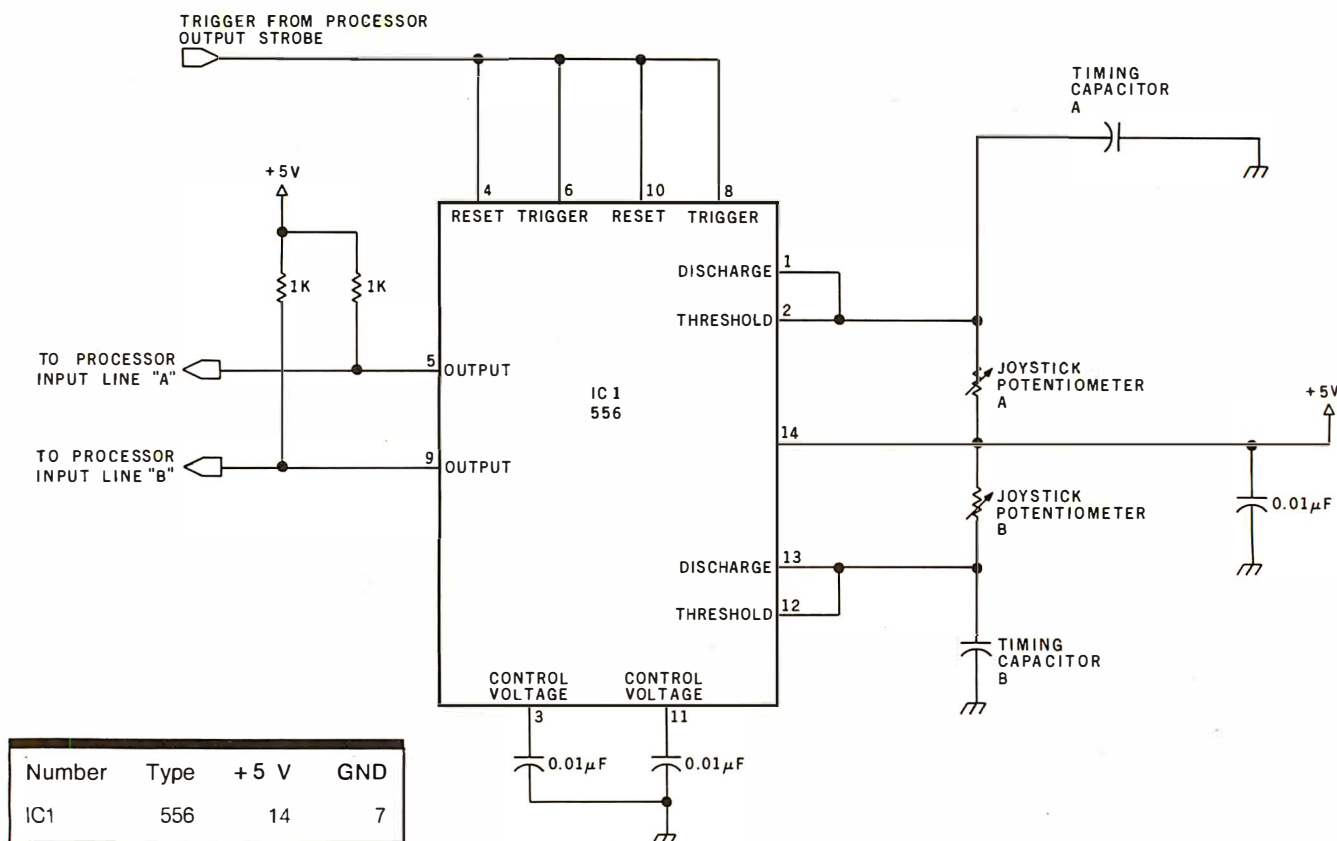 TRIGGER FROM PROCESSOR
OUTPUT STROBE
TIMING
CAPACITOR
A
+5V
4
6
10
8
RESET TRIGGER RESET TRIGGER
1K
1K
DISCHARGE
1
THRESHOLD
2
TO PROCESSOR
INPUT LINE "A"
5
OUTPUT
JOYSTICK
POTENTIOMETER
A
IC1
556
+5V
14
TO PROCESSOR
INPUT LINE "B"
9
OUTPUT
JOYSTICK
POTENTIOMETER
B
0.01μF
DISCHARGE
13
THRESHOLD
12
TIMING
CAPACITOR
B
CONTROL
VOLTAGE
CONTROL
VOLTAGE
3
11
0.01μF
0.01μF
Number Type +5 V GND
IC1 556 14 7